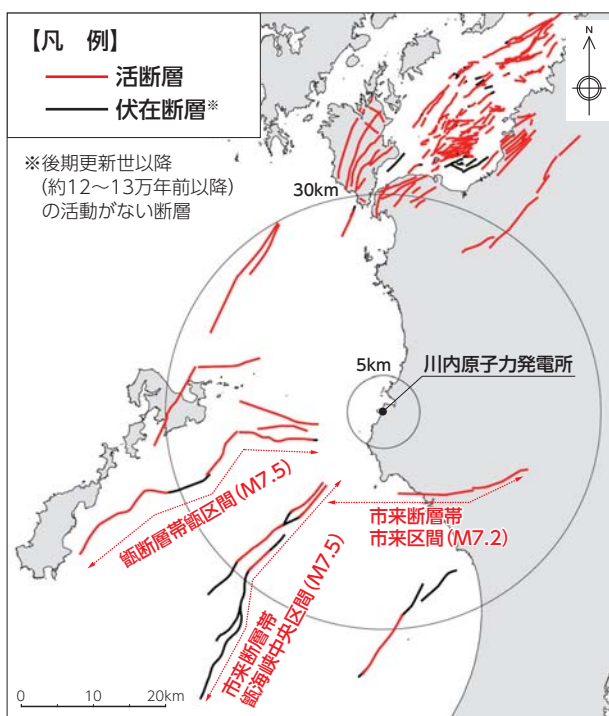 【凡 例】
活断層
伏在断層※
※後期更新世以降
(約12〜13万年前以降)
の活動がない断層
N
30km
5km
川内原子力発電所
甑断層帯甑区間(M7.5)
市来断層帯
市来区間(M7.2)
市来断層帯
甑海峡中央区間(M7.5)
0 10 20km